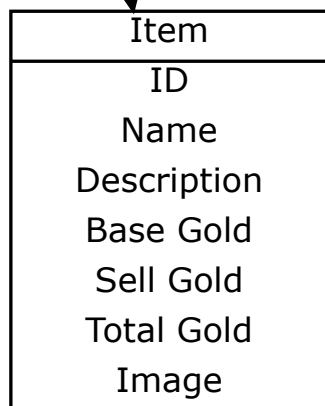 Item
ID
Name
Description
Base Gold
Sell Gold
Total Gold
Image